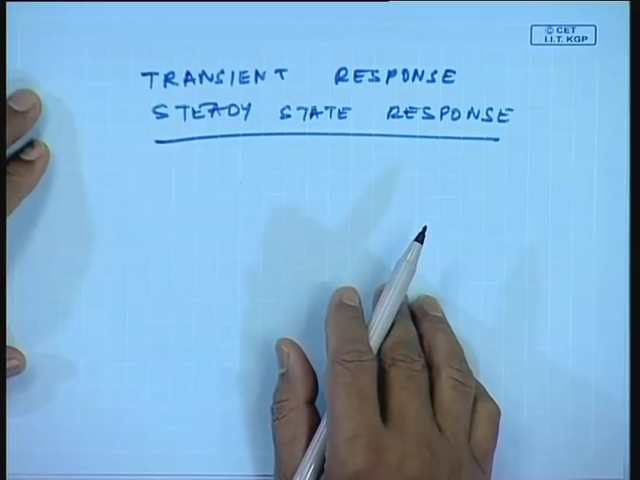 © CET
I.I.T. KGP
TRANSIENT RESPONSE
STEADY STATE RESPONSE